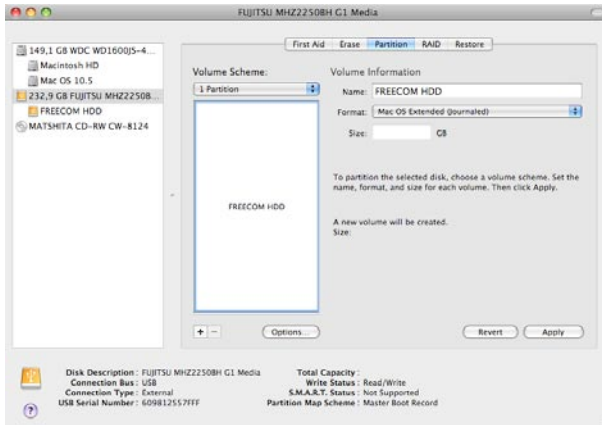 FUJITSU MHZ2250BH G1 Media
149,1 GB WDC WD1600JS-4...
Macintosh HD
Mac OS 10.5
232,9 GB FUJITSU MHZ2250B...
FREECOM HDD
MATSHITA CD-RW CW-8124
First Aid Erase Partition RAID Restore
Volume Scheme:
1 Partition
FREECOM HDD
+ -
Options...
Volume Information
Name: FREECOM HDD
Format: Mac OS Extended (Journaled)
Size: GB
To partition the selected disk, choose a volume scheme. Set the
name, format, and size for each volume. Then click Apply.
A new volume will be created.
Size:
Revert Apply
Disk Description : FUJITSU MHZ2250BH G1 Media
Connection Bus : USB
Connection Type : External
USB Serial Number : 609812557FFF
Total Capacity :
Write Status : Read/Write
S.M.A.R.T. Status : Not Supported
Partition Map Scheme : Master Boot Record
?